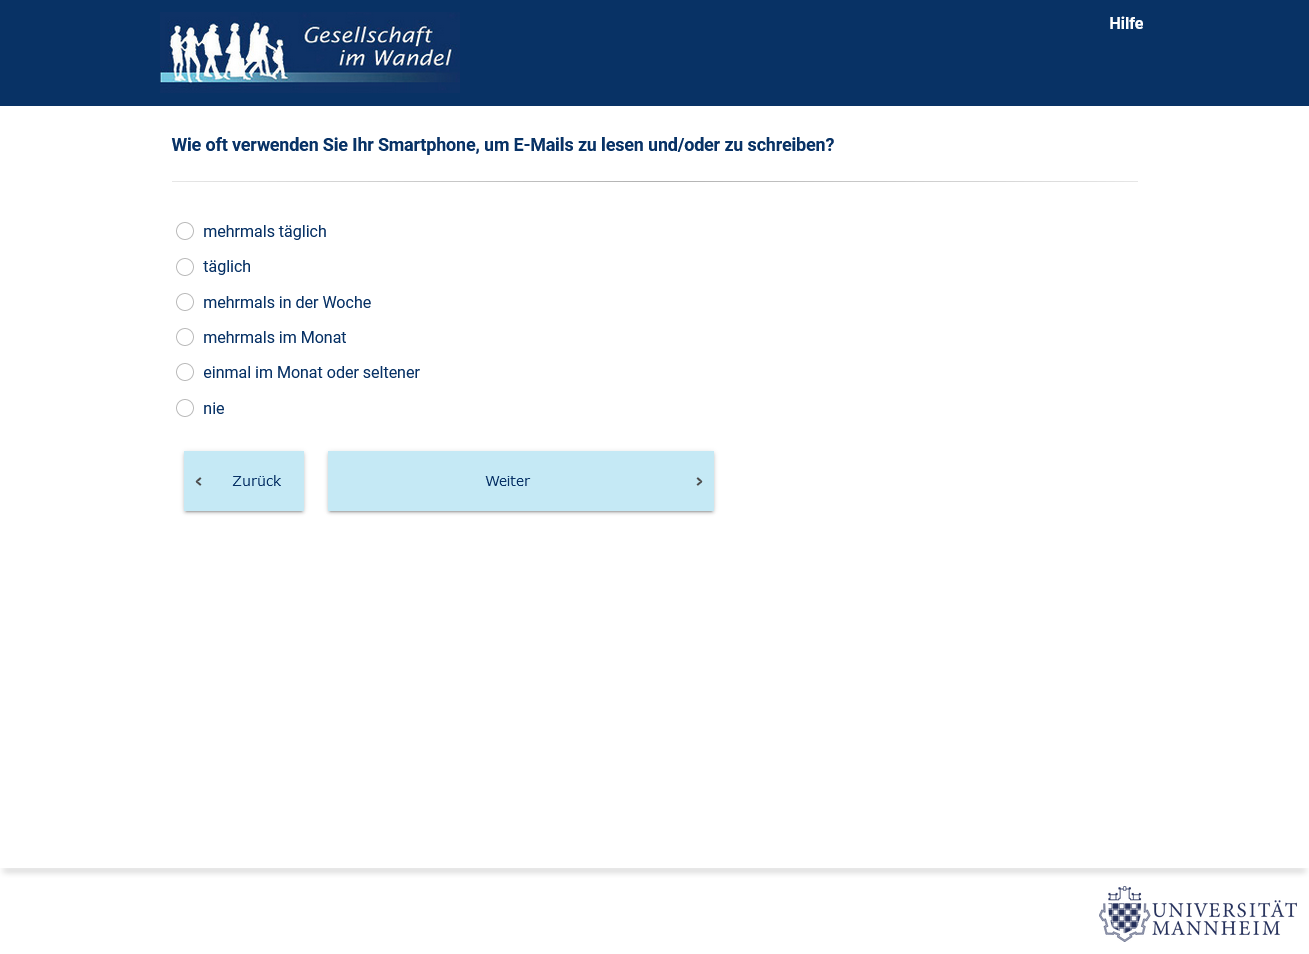 Gesellschaft
im Wandel
Hilfe
Wie oft verwenden Sie Ihr Smartphone, um E-Mails zu lesen und/oder zu schreiben?
mehrmals täglich
täglich
mehrmals in der Woche
mehrmals im Monat
einmal im Monat oder seltener
nie
Zurück
Weiter
UNIVERSITÄT
MANNHEIM